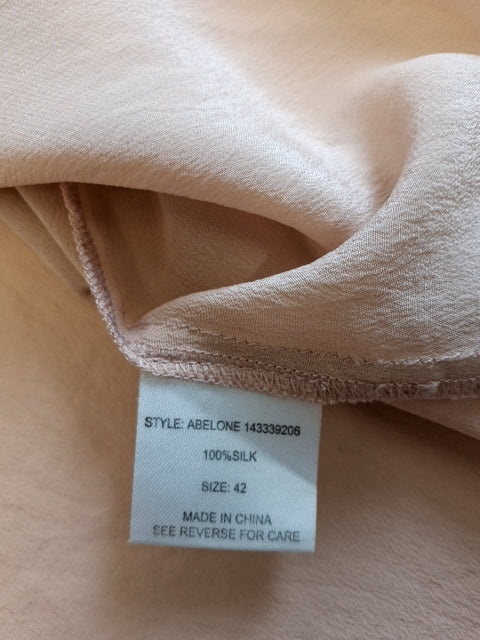 STYLE: ABELONE 143339206
100%SILK
SIZE: 42
MADE IN CHINA
SEE REVERSE FOR CARE